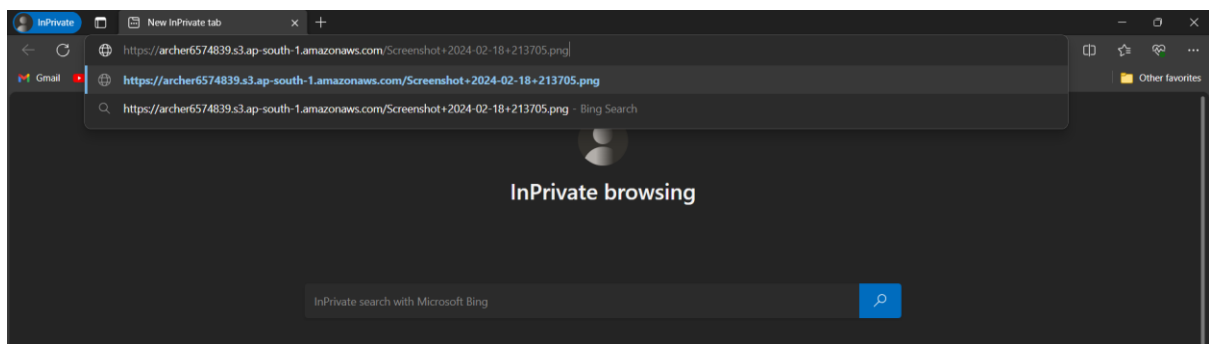 InPrivate New InPrivate tab
https://archer6574839.s3.ap-south-1.amazonaws.com/Screenshot+2024-02-18+213705.png
Gmail https://archer6574839.s3.ap-south-1.amazonaws.com/Screenshot+2024-02-18+213705.png Other favorites
https://archer6574839.s3.ap-south-1.amazonaws.com/Screenshot+2024-02-18+213705.png - Bing Search
InPrivate browsing
InPrivate search with Microsoft Bing